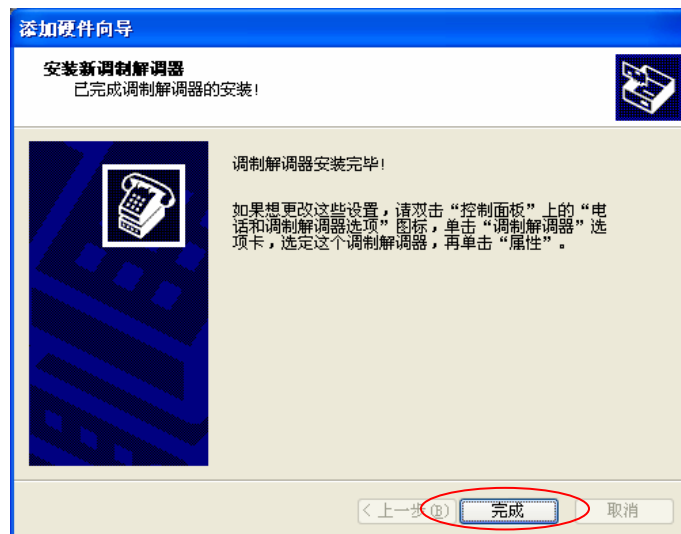 添加硬件向导
安装新调制解调器
已完成调制解调器的安装!
调制解调器安装完毕!
如果想更改这些设置，请双击“控制面板”上的“电
话和调制解调器选项”图标，单击“调制解调器”选
项卡，选定这个调制解调器，再单击“属性”。
< 上一步(B) 完成 取消